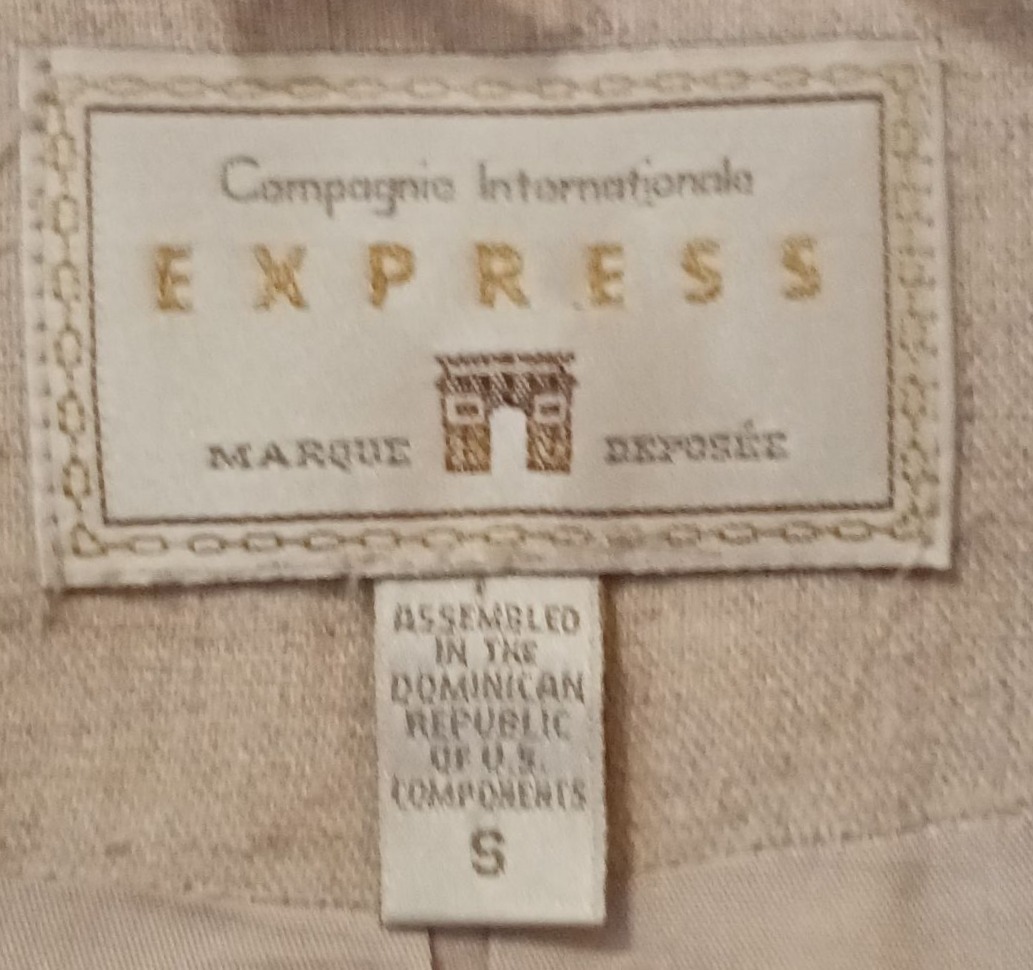 Compagnie Internationale
EXPRESS
MARQUE DEPOSÉE
ASSEMBLED
IN THE
DOMINICAN
REPUBLIC
OF U.S.
COMPONENTS
S